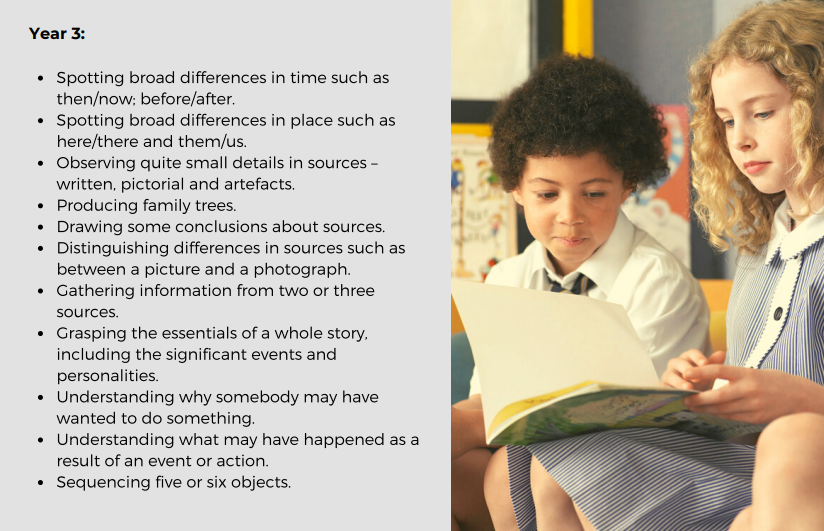 Year 3:
• Spotting broad differences in time such as
then/now; before/after.
• Spotting broad differences in place such as
here/there and them/us.
• Observing quite small details in sources –
written, pictorial and artefacts.
• Producing family trees.
• Drawing some conclusions about sources.
• Distinguishing differences in sources such as
between a picture and a photograph.
• Gathering information from two or three
sources.
• Grasping the essentials of a whole story,
including the significant events and
personalities.
• Understanding why somebody may have
wanted to do something.
• Understanding what may have happened as a
result of an event or action.
• Sequencing five or six objects.